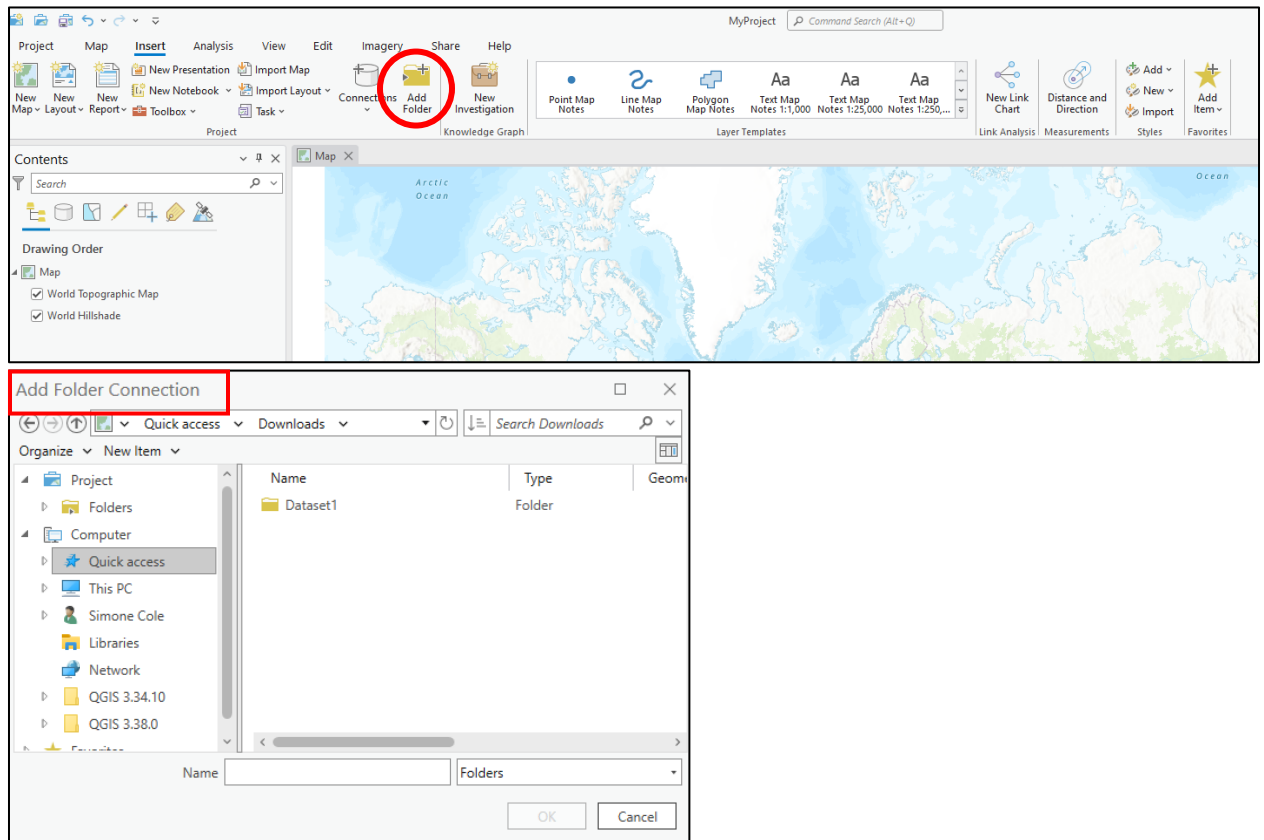 MyProject
Command Search (Alt+Q)
Project Map Insert Analysis View Edit Imagery Share Help
New Map
New Layout
New Report
New Presentation
New Notebook
Toolbox
Import Map
Import Layout
Task
Connections
Add Folder
Project
New Investigation
Knowledge Graph
Point Map Notes
Line Map Notes
Polygon Map Notes
Aa
Text Map Notes 1:1,000
Aa
Text Map Notes 1:25,000
Aa
Text Map Notes 1:250,...
Layer Templates
New Link Chart
Link Analysis
Distance and Direction
Measurements
Add
New
Import
Styles
Add Item
Favorites
Contents
Search
Drawing Order
Map
World Topographic Map
World Hillshade
Map
Arctic
Ocean
Ocean
Add Folder Connection
Quick access Downloads
Search Downloads
Organize New Item
Project
Folders
Computer
Quick access
This PC
Simone Cole
Libraries
Network
QGIS 3.34.10
QGIS 3.38.0
Name Type Geome
Dataset1 Folder
Name
Folders
OK Cancel